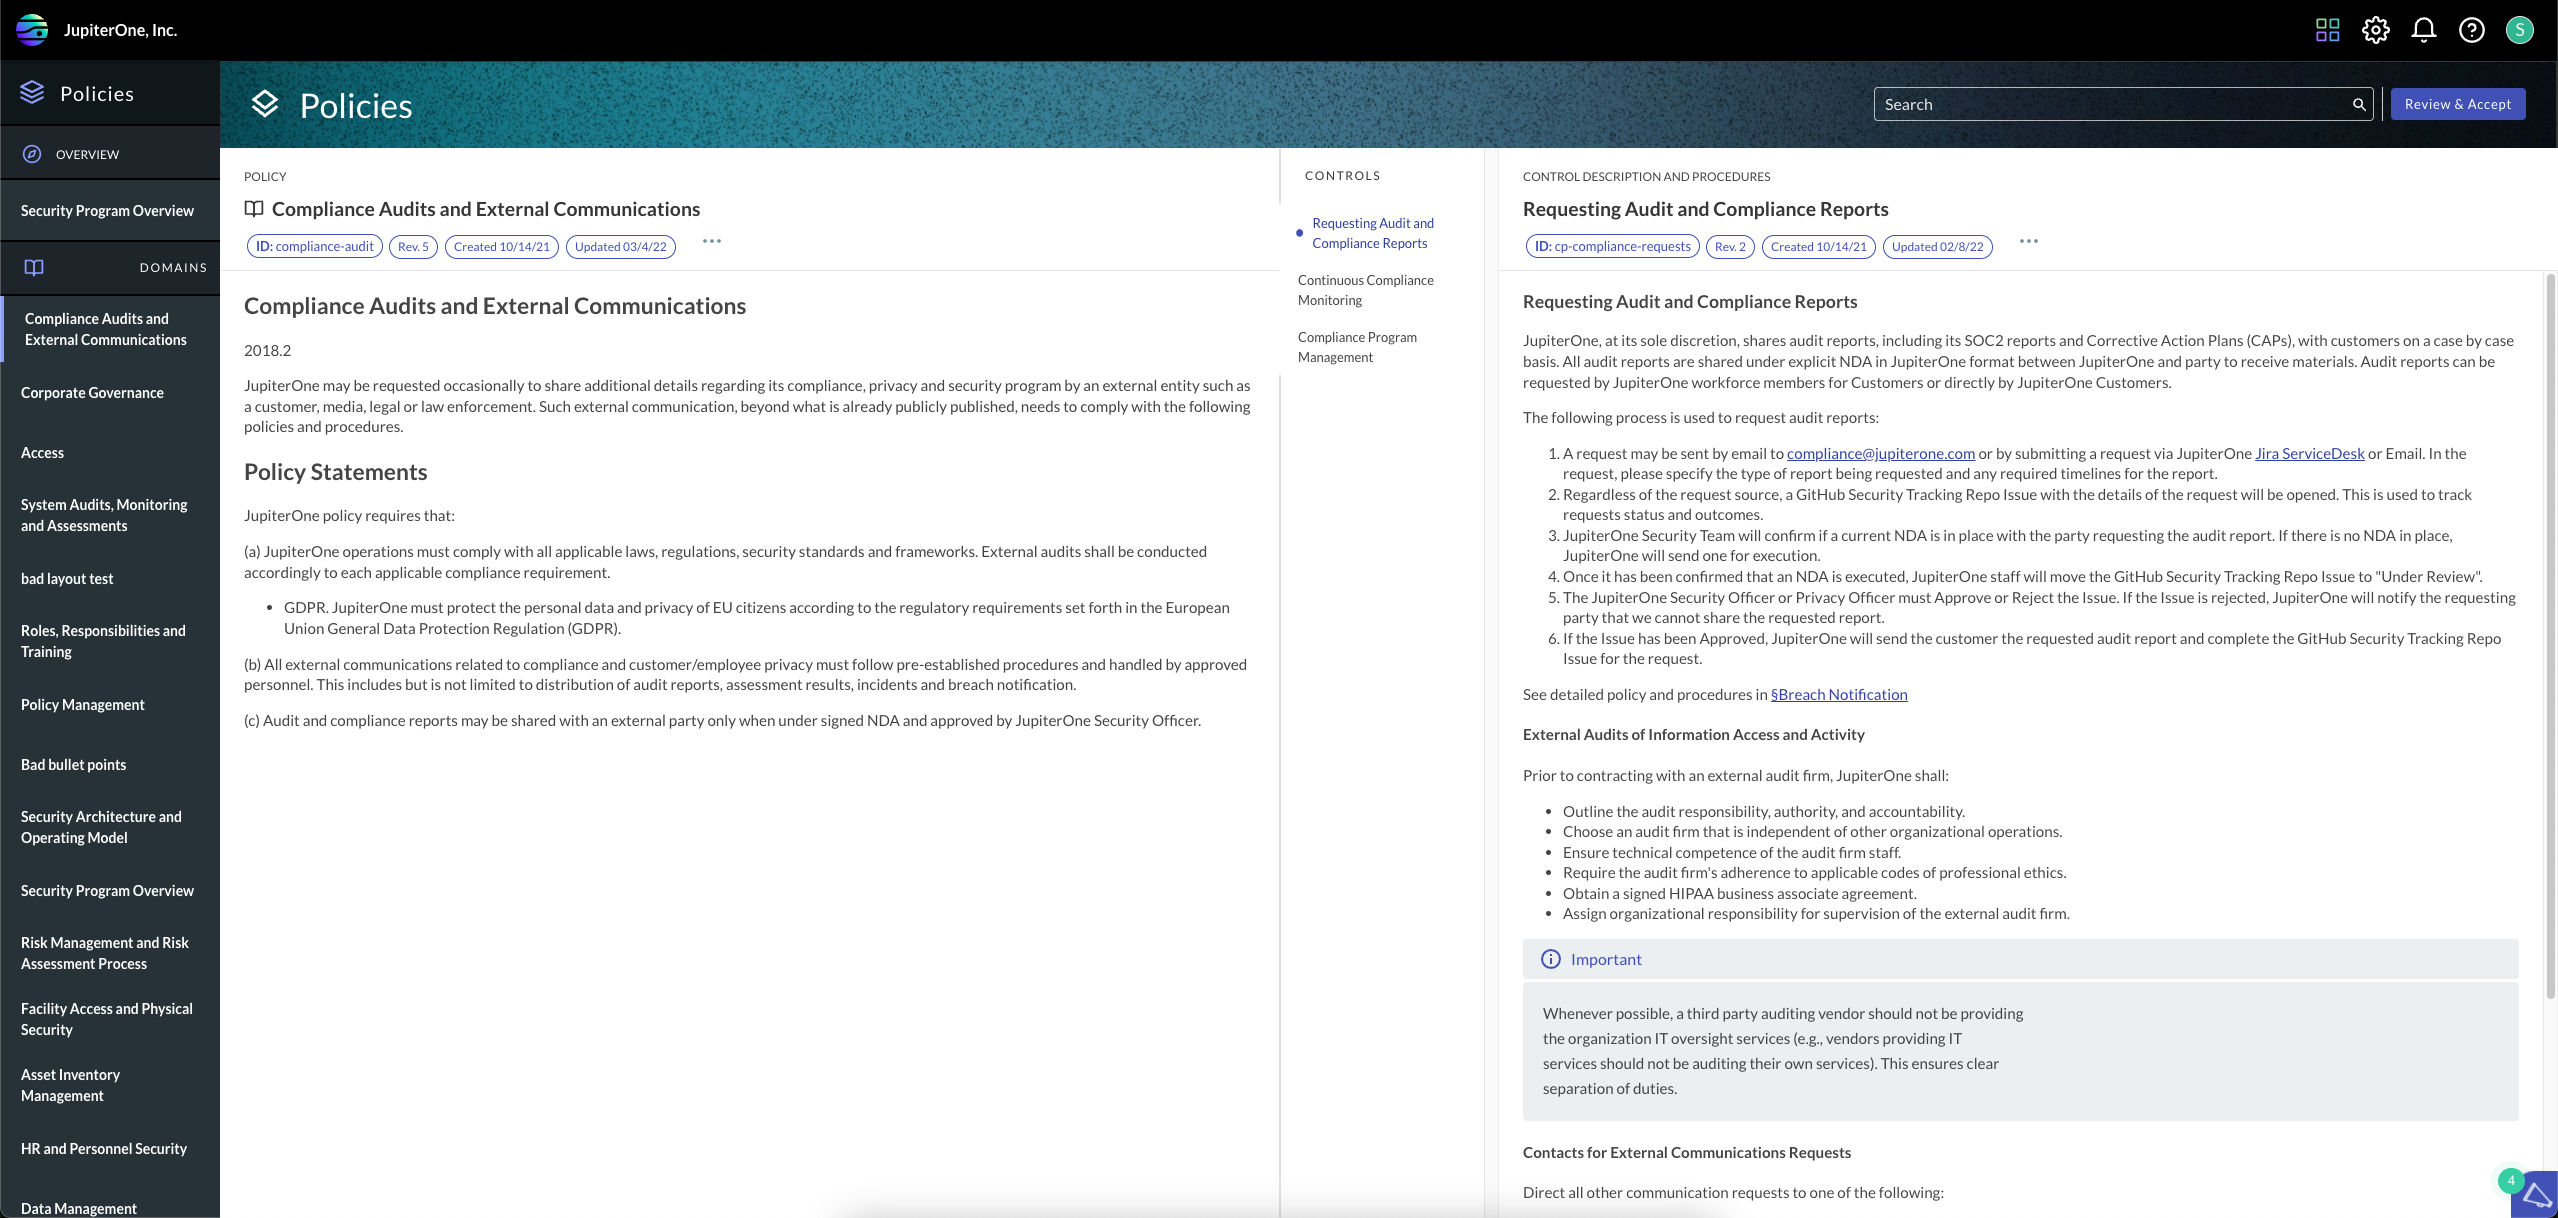 JupiterOne, Inc.
S
Policies
OVERVIEW
Security Program Overview
DOMAINS
Compliance Audits and
External Communications
Corporate Governance
Access
System Audits, Monitoring
and Assessments
bad layout test
Roles, Responsibilities and
Training
Policy Management
Bad bullet points
Security Architecture and
Operating Model
Security Program Overview
Risk Management and Risk
Assessment Process
Facility Access and Physical
Security
Asset Inventory
Management
HR and Personnel Security
Data Management
Policies
Search
Review & Accept
POLICY
Compliance Audits and External Communications
ID: compliance-audit Rev. 5 Created 10/14/21 Updated 03/4/22 ...
Compliance Audits and External Communications
2018.2
JupiterOne may be requested occasionally to share additional details regarding its compliance, privacy and security program by an external entity such as
a customer, media, legal or law enforcement. Such external communication, beyond what is already publicly published, needs to comply with the following
policies and procedures.
Policy Statements
JupiterOne policy requires that:
(a) JupiterOne operations must comply with all applicable laws, regulations, security standards and frameworks. External audits shall be conducted
accordingly to each applicable compliance requirement.
• GDPR. JupiterOne must protect the personal data and privacy of EU citizens according to the regulatory requirements set forth in the European
Union General Data Protection Regulation (GDPR).
(b) All external communications related to compliance and customer/employee privacy must follow pre-established procedures and handled by approved
personnel. This includes but is not limited to distribution of audit reports, assessment results, incidents and breach notification.
(c) Audit and compliance reports may be shared with an external party only when under signed NDA and approved by JupiterOne Security Officer.
CONTROLS
• Requesting Audit and
Compliance Reports
Continuous Compliance
Monitoring
Compliance Program
Management
CONTROL DESCRIPTION AND PROCEDURES
Requesting Audit and Compliance Reports
ID: cp-compliance-requests Rev. 2 Created 10/14/21 Updated 02/8/22 ...
Requesting Audit and Compliance Reports
JupiterOne, at its sole discretion, shares audit reports, including its SOC2 reports and Corrective Action Plans (CAPs), with customers on a case by case
basis. All audit reports are shared under explicit NDA in JupiterOne format between JupiterOne and party to receive materials. Audit reports can be
requested by JupiterOne workforce members for Customers or directly by JupiterOne Customers.
The following process is used to request audit reports:
1. A request may be sent by email to compliance@jupiterone.com or by submitting a request via JupiterOne Jira ServiceDesk or Email. In the
request, please specify the type of report being requested and any required timelines for the report.
2. Regardless of the request source, a GitHub Security Tracking Repo Issue with the details of the request will be opened. This is used to track
requests status and outcomes.
3. JupiterOne Security Team will confirm if a current NDA is in place with the party requesting the audit report. If there is no NDA in place,
JupiterOne will send one for execution.
4. Once it has been confirmed that an NDA is executed, JupiterOne staff will move the GitHub Security Tracking Repo Issue to "Under Review".
5. The JupiterOne Security Officer or Privacy Officer must Approve or Reject the Issue. If the Issue is rejected, JupiterOne will notify the requesting
party that we cannot share the requested report.
6. If the Issue has been Approved, JupiterOne will send the customer the requested audit report and complete the GitHub Security Tracking Repo
Issue for the request.
See detailed policy and procedures in §Breach Notification
External Audits of Information Access and Activity
Prior to contracting with an external audit firm, JupiterOne shall:
• Outline the audit responsibility, authority, and accountability.
• Choose an audit firm that is independent of other organizational operations.
• Ensure technical competence of the audit firm staff.
• Require the audit firm's adherence to applicable codes of professional ethics.
• Obtain a signed HIPAA business associate agreement.
• Assign organizational responsibility for supervision of the external audit firm.
Important
Whenever possible, a third party auditing vendor should not be providing
the organization IT oversight services (e.g., vendors providing IT
services should not be auditing their own services). This ensures clear
separation of duties.
Contacts for External Communications Requests
Direct all other communication requests to one of the following:
4